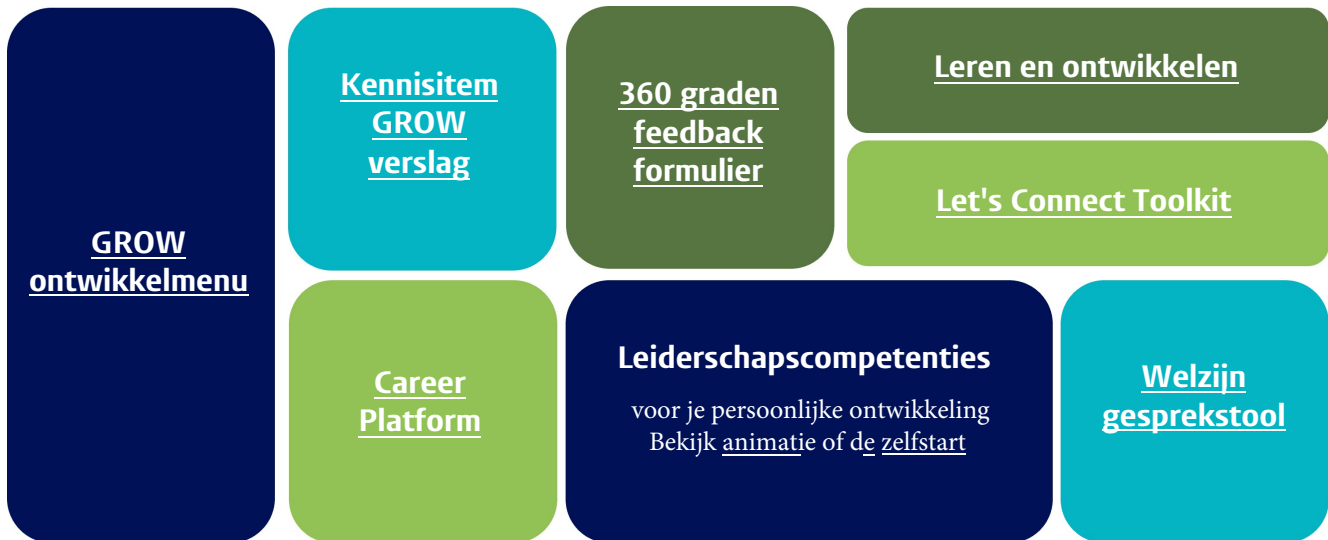 GROW
ontwikkelmenu
Kennisitem
GROW
verslag
360 graden
feedback
formulier
Leren en ontwikkelen
Let's Connect Toolkit
Career
Platform
Leiderschapscompetenties
voor je persoonlijke ontwikkeling
Bekijk animatie of de zelfstart
Welzijn
gesprekstool